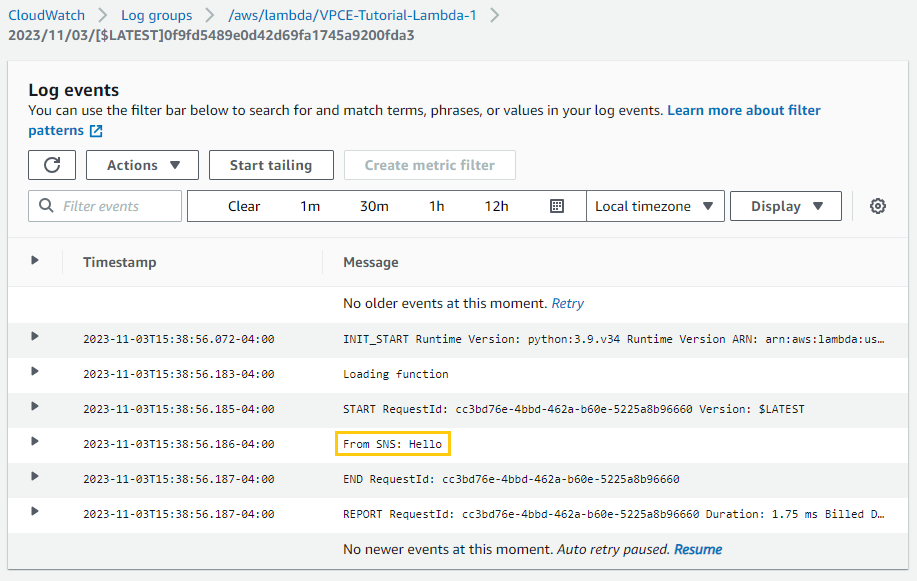 CloudWatch > Log groups > /aws/lambda/VPCE-Tutorial-Lambda-1 >
2023/11/03/[$LATEST]0f9fd5489e0d42d69fa1745a9200fda3
Log events
You can use the filter bar below to search for and match terms, phrases, or values in your log events. Learn more about filter
patterns
Actions Start tailing Create metric filter
Filter events Clear 1m 30m 1h 12h Local timezone Display
Timestamp Message
No older events at this moment. Retry
2023-11-03T15:38:56.072-04:00 INIT_START Runtime Version: python:3.9.v34 Runtime Version ARN: arn:aws:lambda:us…
2023-11-03T15:38:56.183-04:00 Loading function
2023-11-03T15:38:56.185-04:00 START RequestId: cc3bd76e-4bbd-462a-b60e-5225a8b96660 Version: $LATEST
2023-11-03T15:38:56.186-04:00 From SNS: Hello
2023-11-03T15:38:56.187-04:00 END RequestId: cc3bd76e-4bbd-462a-b60e-5225a8b96660
2023-11-03T15:38:56.187-04:00 REPORT RequestId: cc3bd76e-4bbd-462a-b60e-5225a8b96660 Duration: 1.75 ms Billed D…
No newer events at this moment. Auto retry paused. Resume